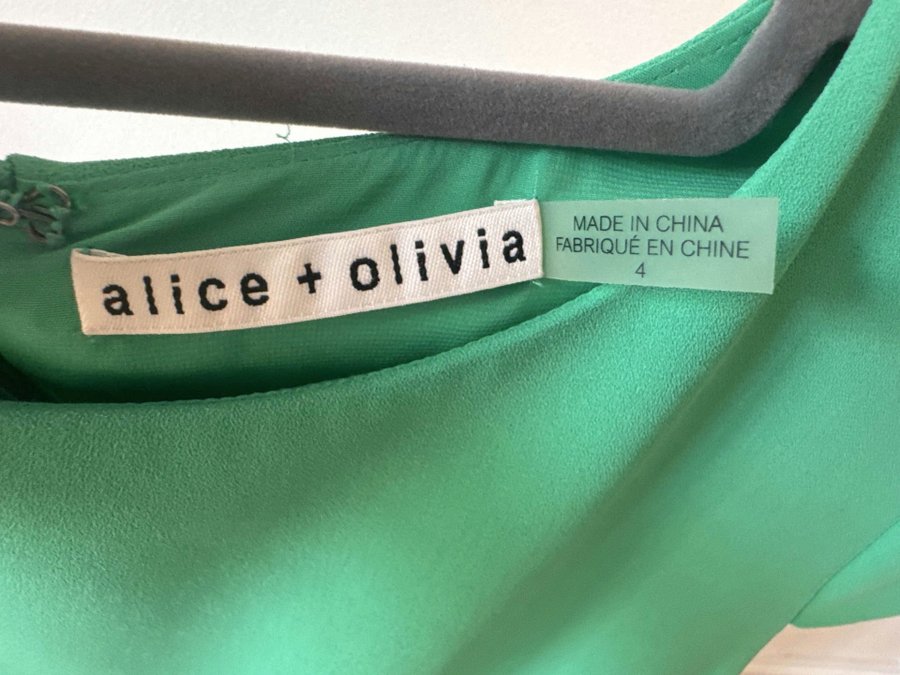 alice + olivia
MADE IN CHINA
FABRIQUÉ EN CHINE
4